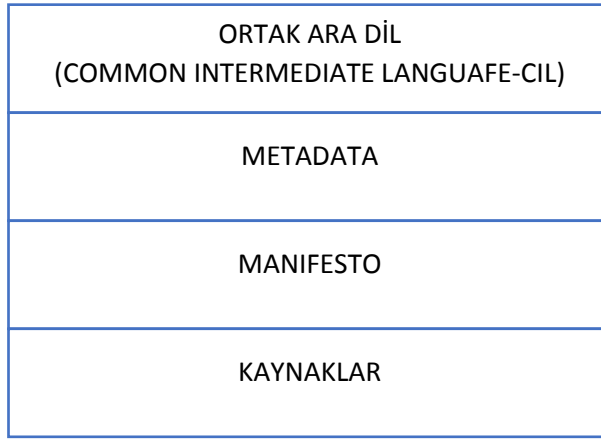 ORTAK ARA DİL
(COMMON INTERMEDIATE LANGUAFE-CIL)
METADATA
MANIFESTO
KAYNAKLAR